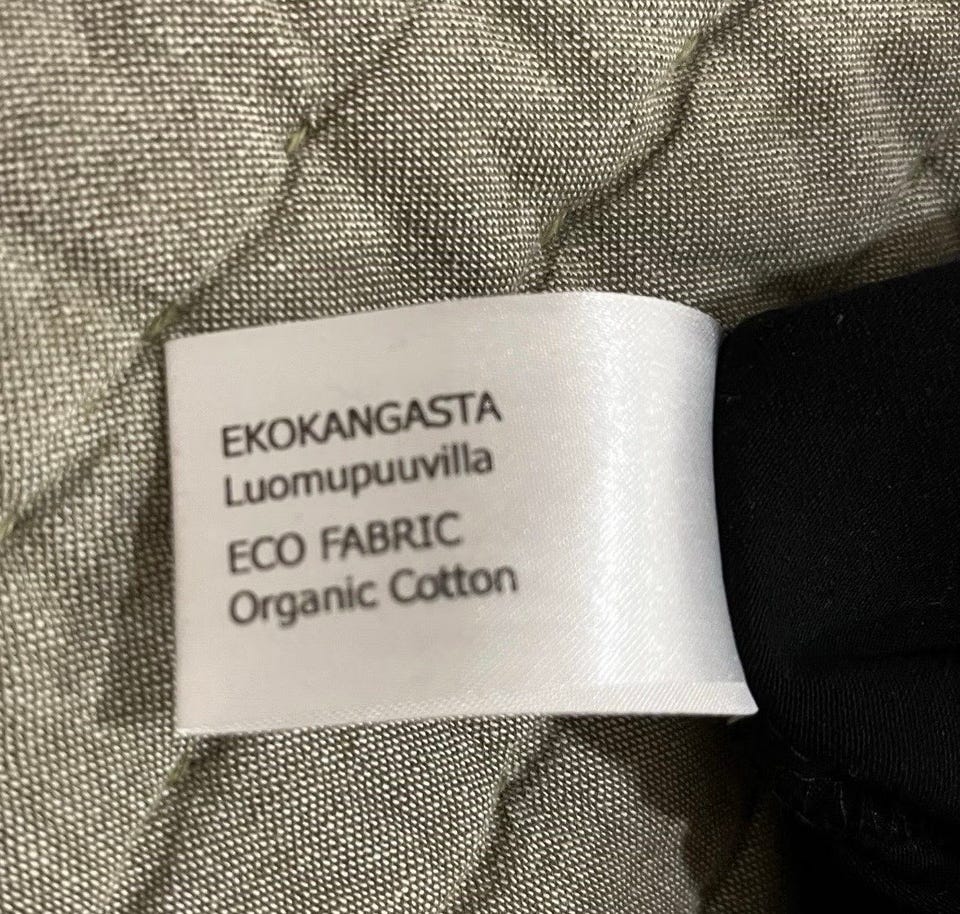 EKOKANGASTA
Luomupuuvilla
ECO FABRIC
Organic Cotton